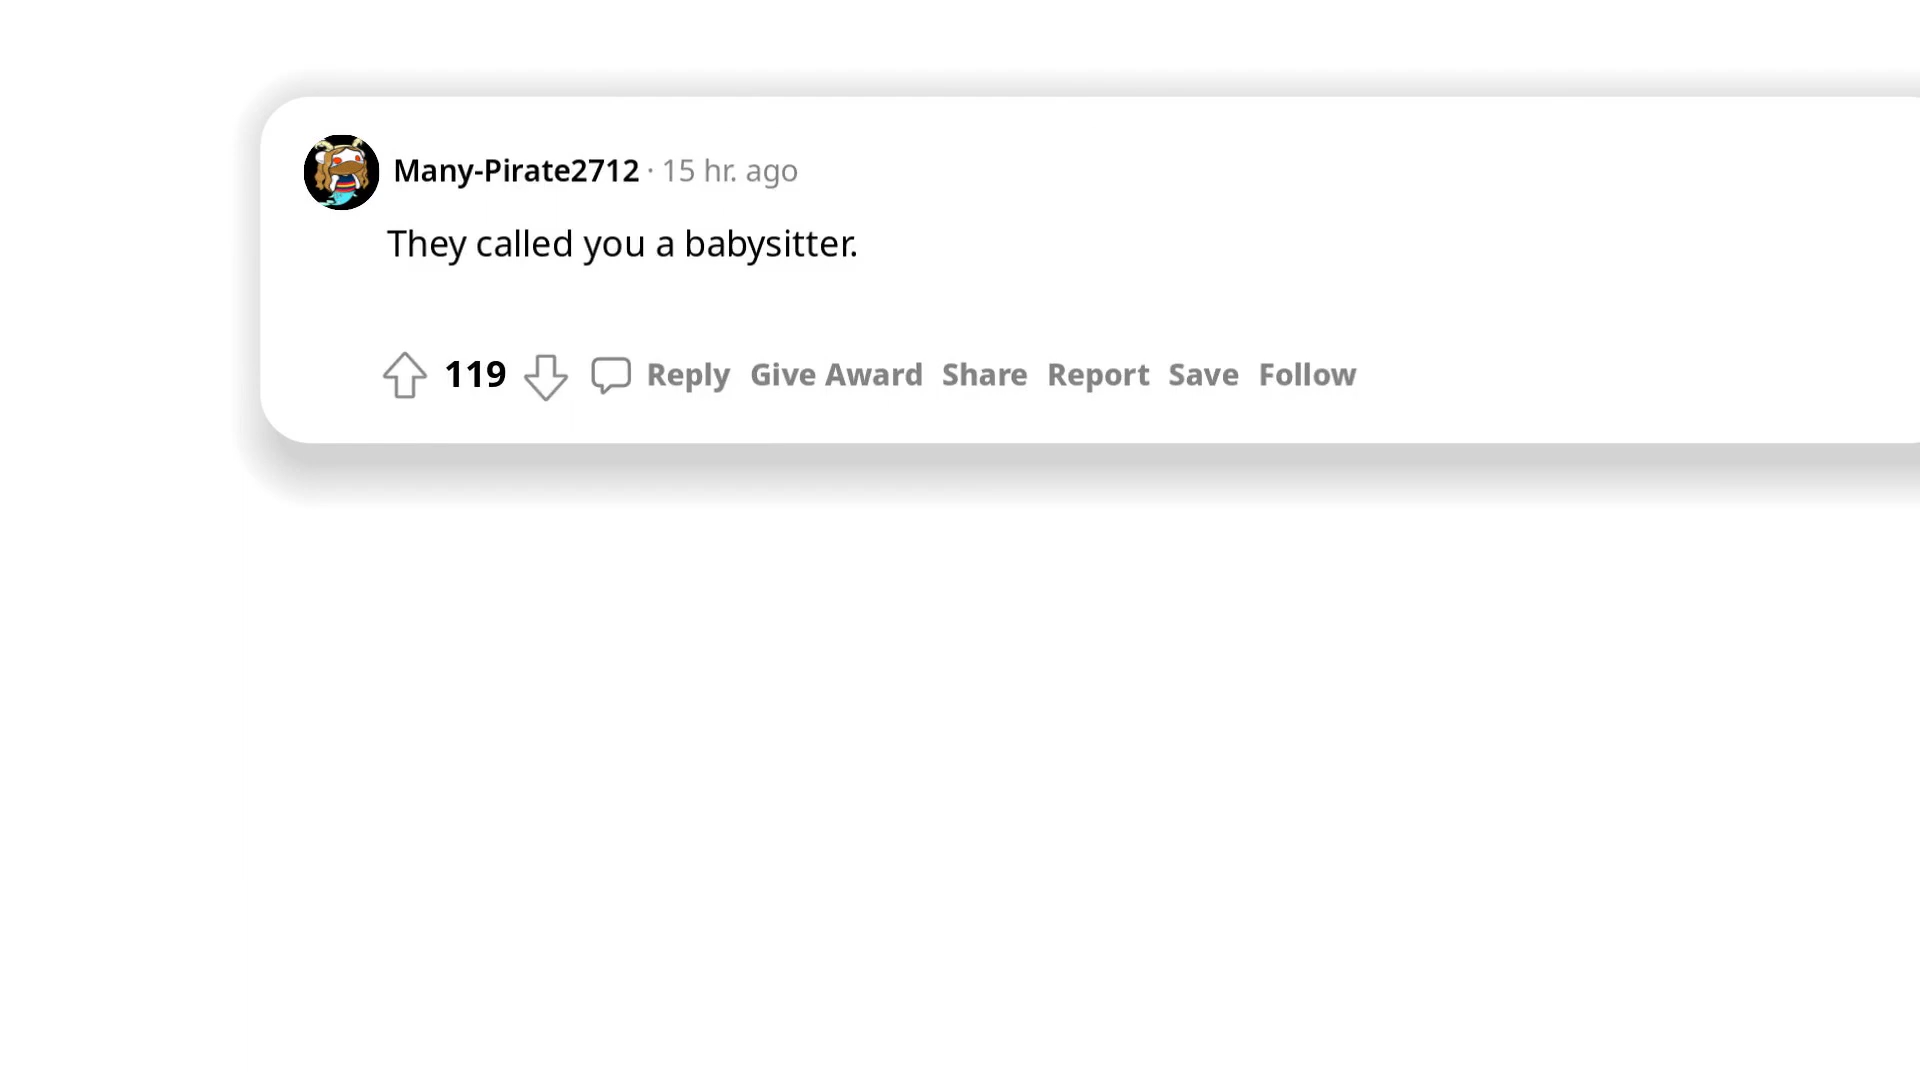 Many-Pirate2712 · 15 hr. ago
They called you a babysitter.
119 Reply Give Award Share Report Save Follow